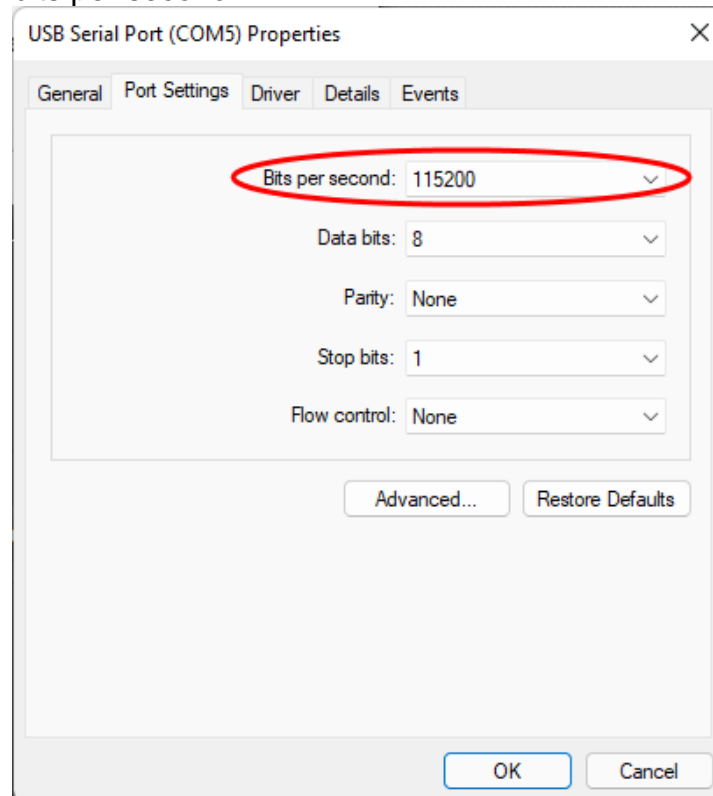 USB Serial Port (COM5) Properties
General Port Settings Driver Details Events
Bits per second: 115200
Data bits: 8
Parity: None
Stop bits: 1
Flow control: None
Advanced... Restore Defaults
OK Cancel